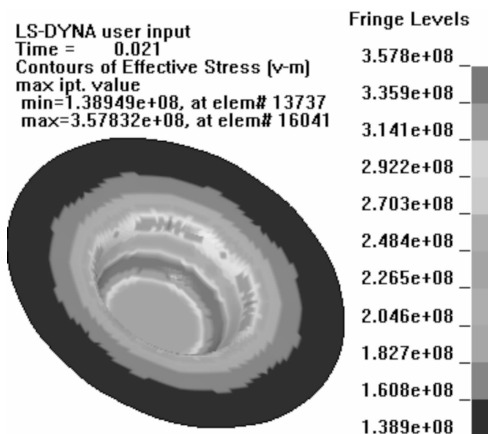 LS-DYNA user input
Time =        0.021
Contours of Effective Stress (v-m)
max ipt. value
min=1.38949e+08, at elem# 13737
max=3.57832e+08, at elem# 16041
Fringe Levels
3.578e+08
3.359e+08
3.141e+08
2.922e+08
2.703e+08
2.484e+08
2.265e+08
2.046e+08
1.827e+08
1.608e+08
1.389e+08